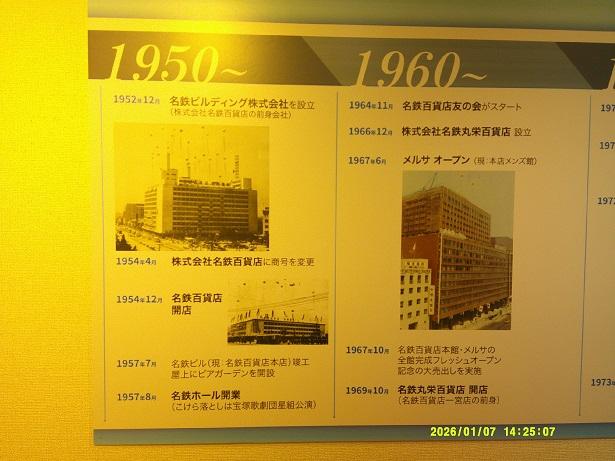 1950~
1952年12月 名鉄ビルディング株式会社を設立
(株式会社名鉄百貨店の前身会社)
1954年4月 株式会社名鉄百貨店に商号を変更
1954年12月 名鉄百貨店
開店
1957年7月 名鉄ビル(現:名鉄百貨店本店)竣工
屋上にビアガーデンを開設
1957年8月 名鉄ホール開業
(こけら落としは宝塚歌劇団星組公演)
1960~
1964年11月 名鉄百貨店友の会がスタート
1966年12月 株式会社名鉄丸栄百貨店 設立
1967年6月 メルサ オープン (現:本店メンズ館)
1967年10月 名鉄百貨店本館・メルサの
全館完成フレッシュオープン
記念の大売出しを実施
1969年10月 名鉄丸栄百貨店 開店
(名鉄百貨店一宮店の前身)
1
197
197
1973
1973年
2026/01/07 14:25:07